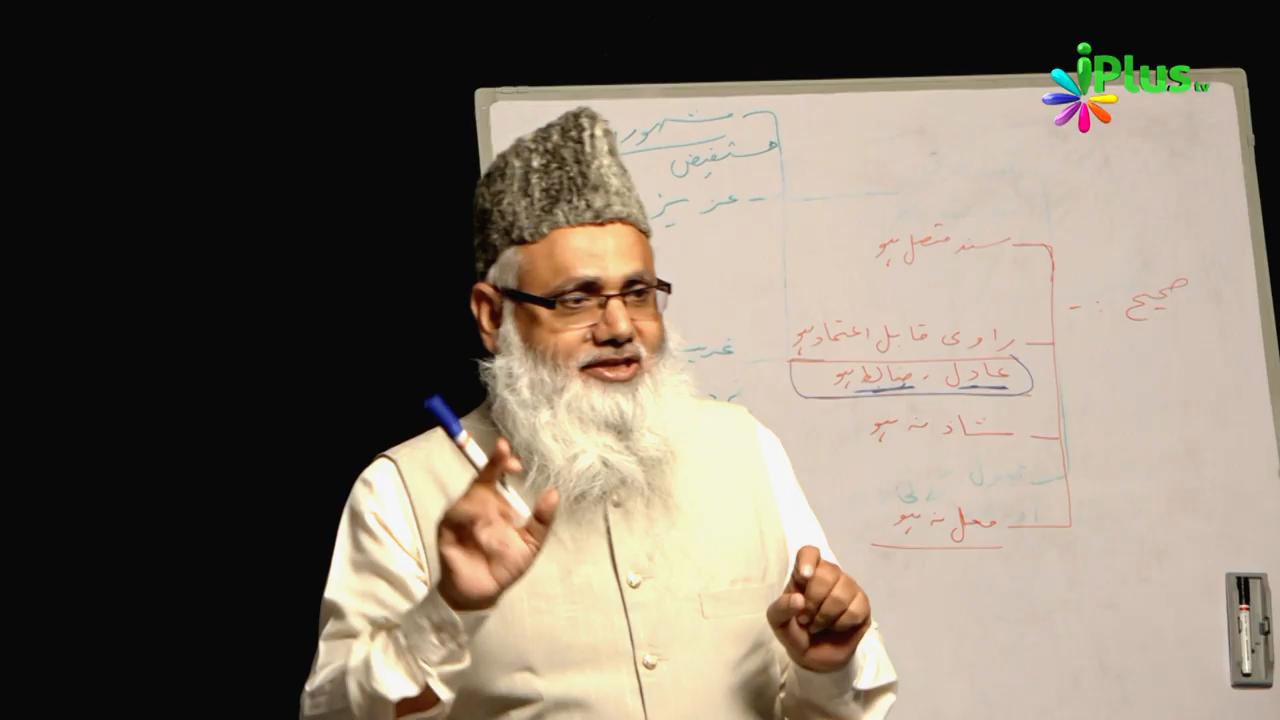 iPlus tv
صحیح :-
سند متصل ہو
راوی قابل اعتماد ہو
عادل - ضابط ہو
شاذ نہ ہو
معلل نہ ہو
مشہور
مستفیض
عزیز